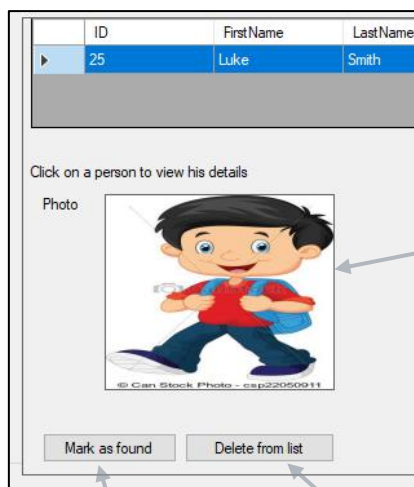 ID FirstName LastName
25 Luke Smith
Click on a person to view his details
Photo
© Can Stock Photo - csp22050911
Mark as found Delete from list